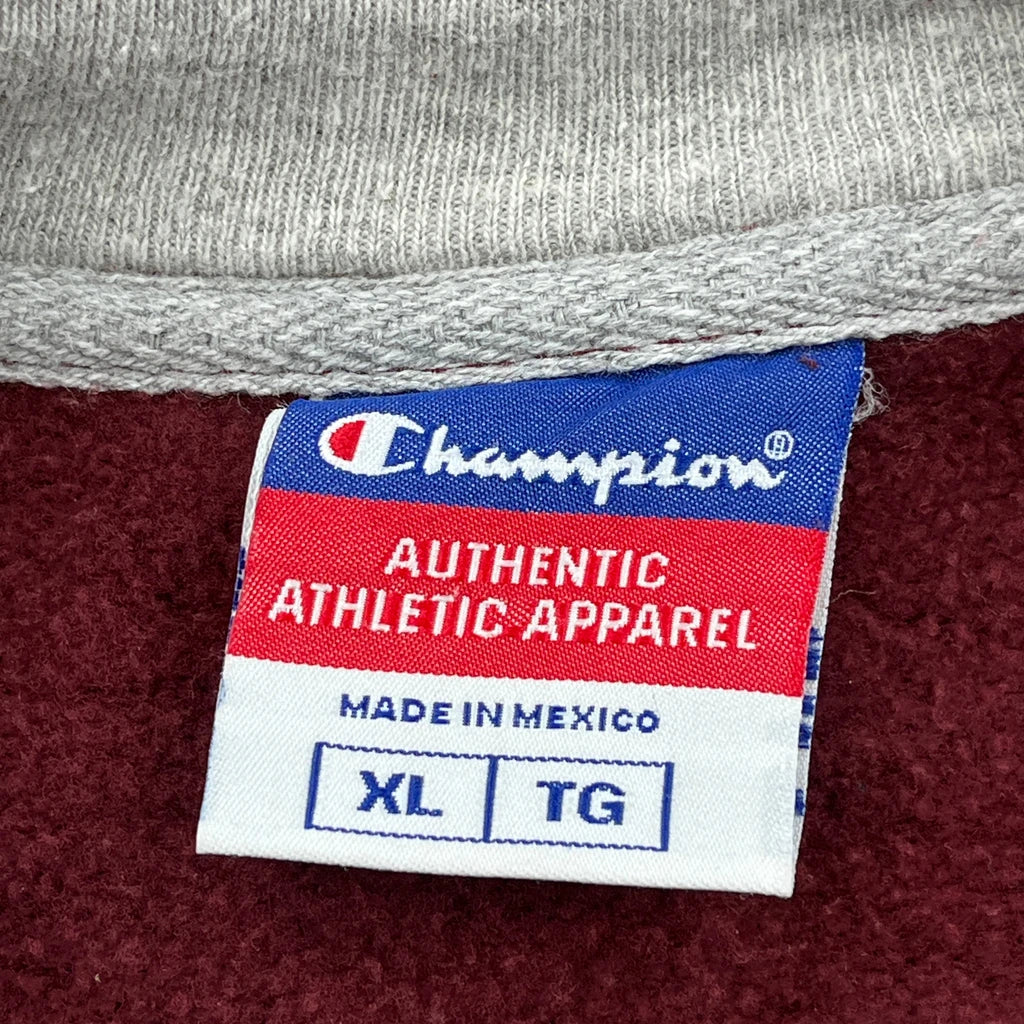 Champion®
AUTHENTIC
ATHLETIC APPAREL
MADE IN MEXICO
XL TG